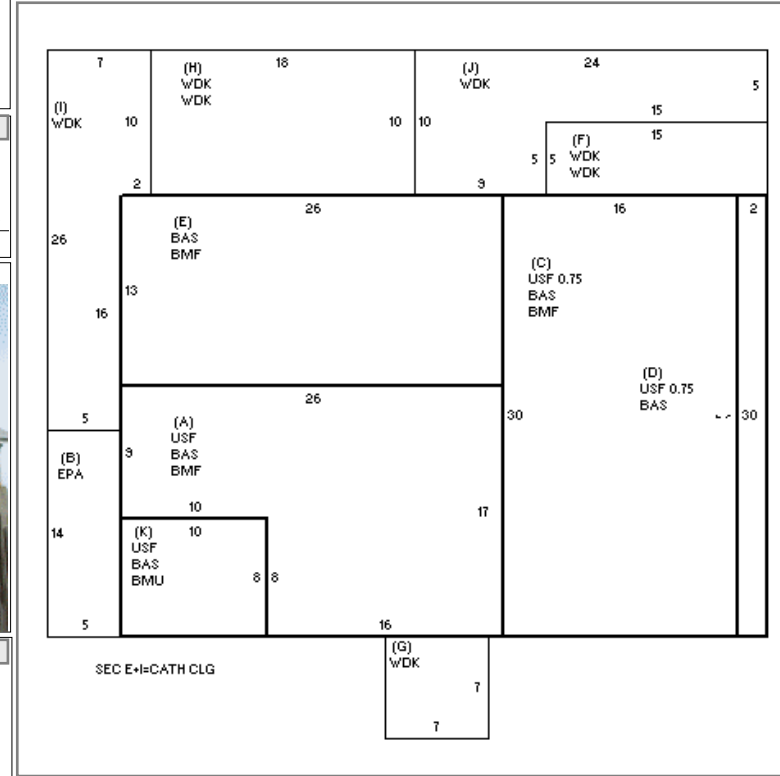 7
(H)
WDK
WDK
18
(J)
WDK
24
5
(I)
WDK
10
10
10
15
15
(F)
WDK
WDK
5
5
2
9
26
16
2
(E)
BAS
BMF
26
13
16
(C)
USF 0.75
BAS
BMF
(D)
USF 0.75
BAS
5
26
30
30
(A)
USF
BAS
BMF
9
(B)
EPA
10
10
17
14
(K)
USF
BAS
BMU
8
8
5
16
(G)
WDK
SEC E+I=CATH CLG
7
7